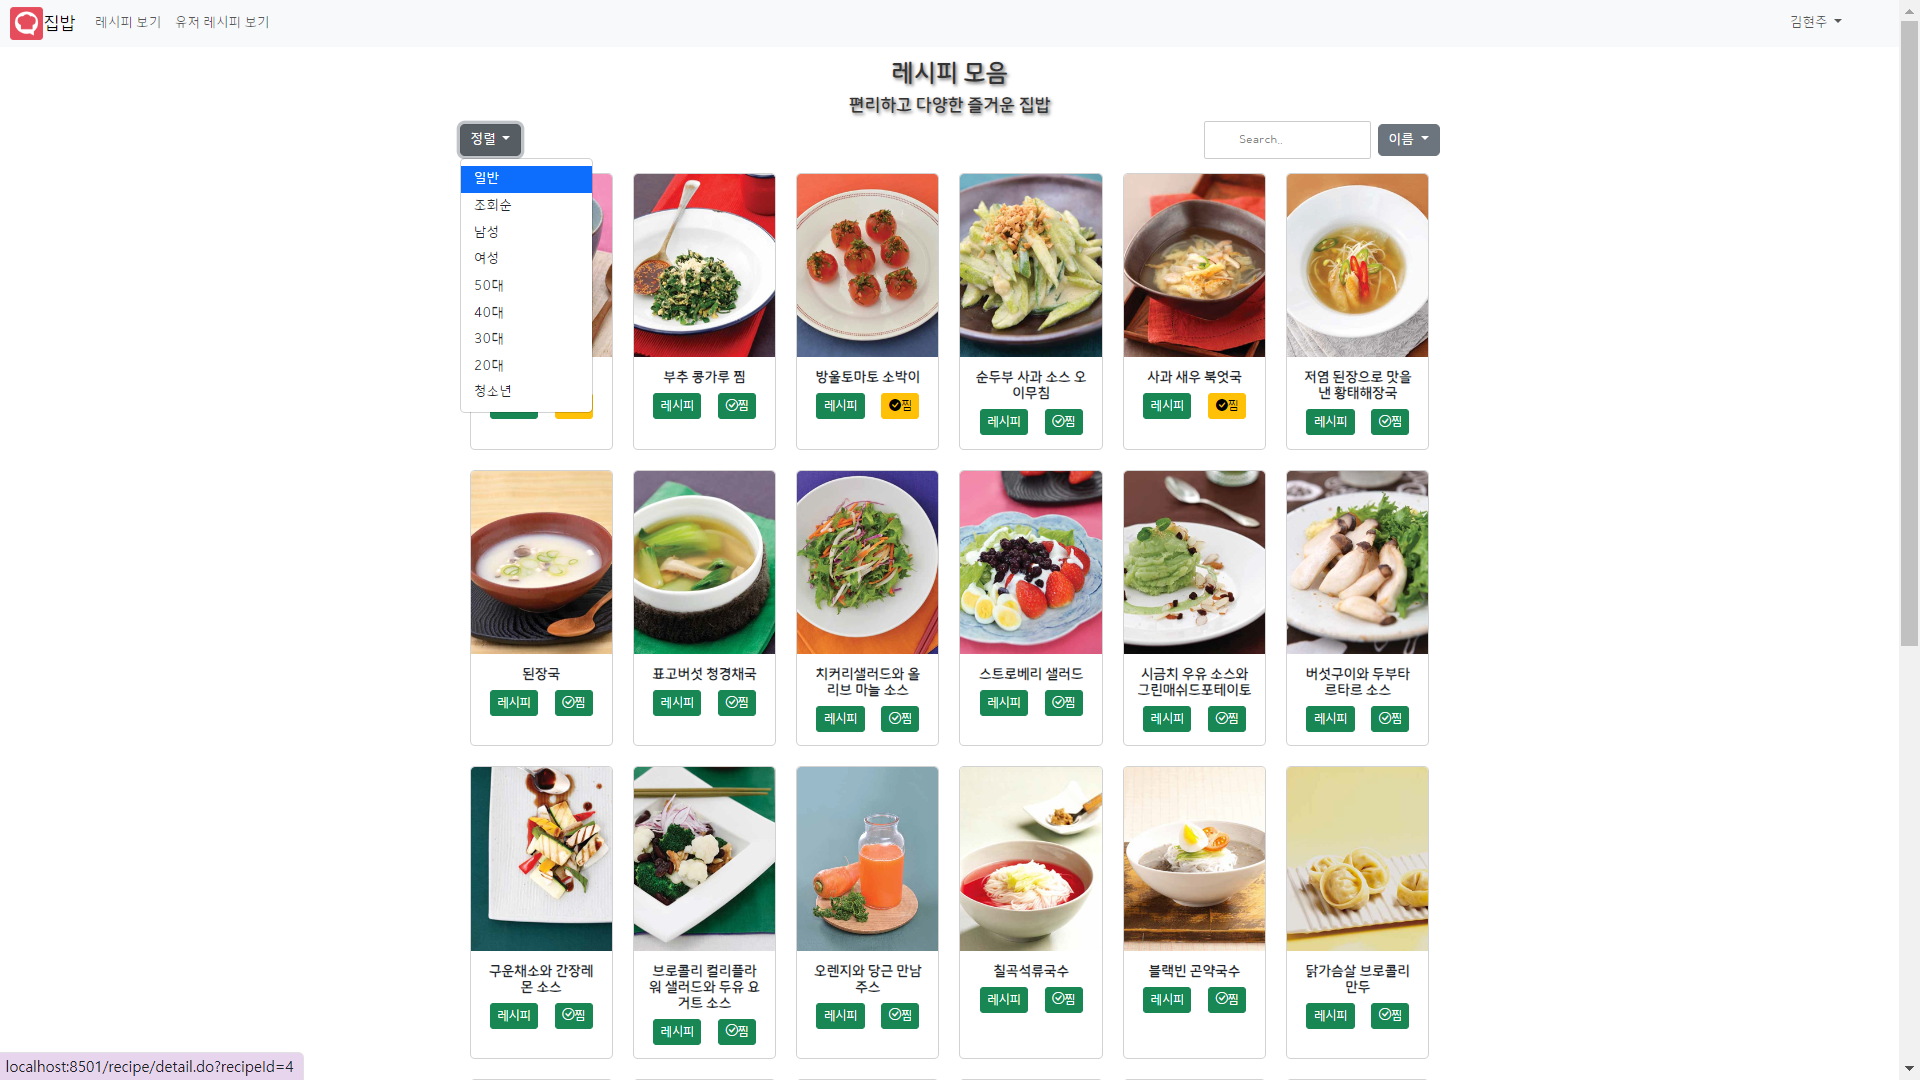 집밥 레시피 보기 유저 레시피 보기 김현주
레시피 모음
편리하고 다양한 즐거운 집밥
정렬 Search.. 이름
일반
조회순
남성
여성
50대
40대
30대
20대
청소년
부추 콩가루 찜 방울토마토 소박이 순두부 사과 소스 오 사과 새우 북엇국 저염 된장으로 맛을
이무침 낸 황태해장국
레시피 찜 레시피 찜 레시피 찜 레시피 찜 레시피 찜
된장국 표고버섯 청경채국 치커리샐러드와 올 스트로베리 샐러드 시금치 우유 소스와 버섯구이와 두부타
리브 마늘 소스 그린매쉬드포테이토 르타르 소스
레시피 찜 레시피 찜 레시피 찜 레시피 찜 레시피 찜 레시피 찜
구운채소와 간장레 브로콜리 컬리플라 오렌지와 당근 만남 칠곡석류국수 블랙빈 곤약국수 닭가슴살 브로콜리
몬 소스 워 샐러드와 두유 요 주스 만두
거트 소스
레시피 찜 레시피 찜 레시피 찜 레시피 찜 레시피 찜 레시피 찜
localhost:8501/recipe/detail.do?recipeId=4